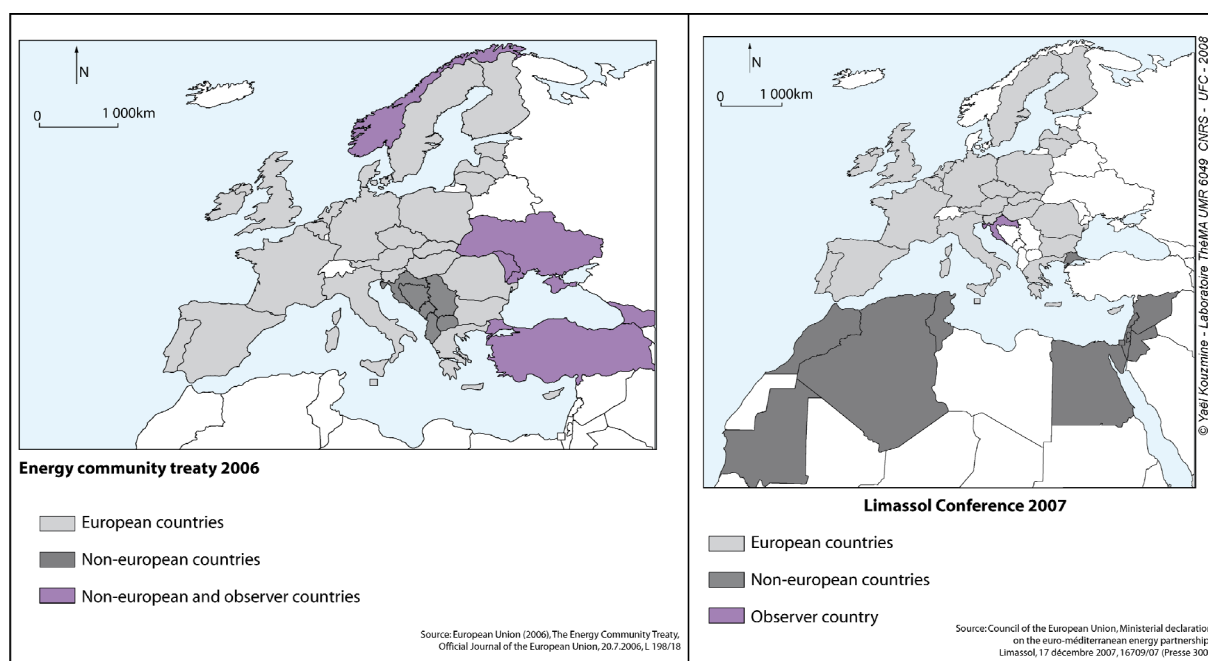 N
0 1 000km
Energy community treaty 2006
European countries
Non-european countries
Non-european and observer countries
Source: European Union (2006), The Energy Community Treaty,
Official Journal of the European Union, 20.7.2006, L 198/18
N
0 1 000km
Limassol Conference 2007
European countries
Non-european countries
Observer country
Source: Council of the European Union, Ministerial declaration
on the euro-méditerranean energy partnership
Limassol, 17 décembre 2007, 16709/07 (Presse 300
© Yaël Kouzmine - Laboratoire ThéMA UMR 6049 CNRS - UFC - 2008